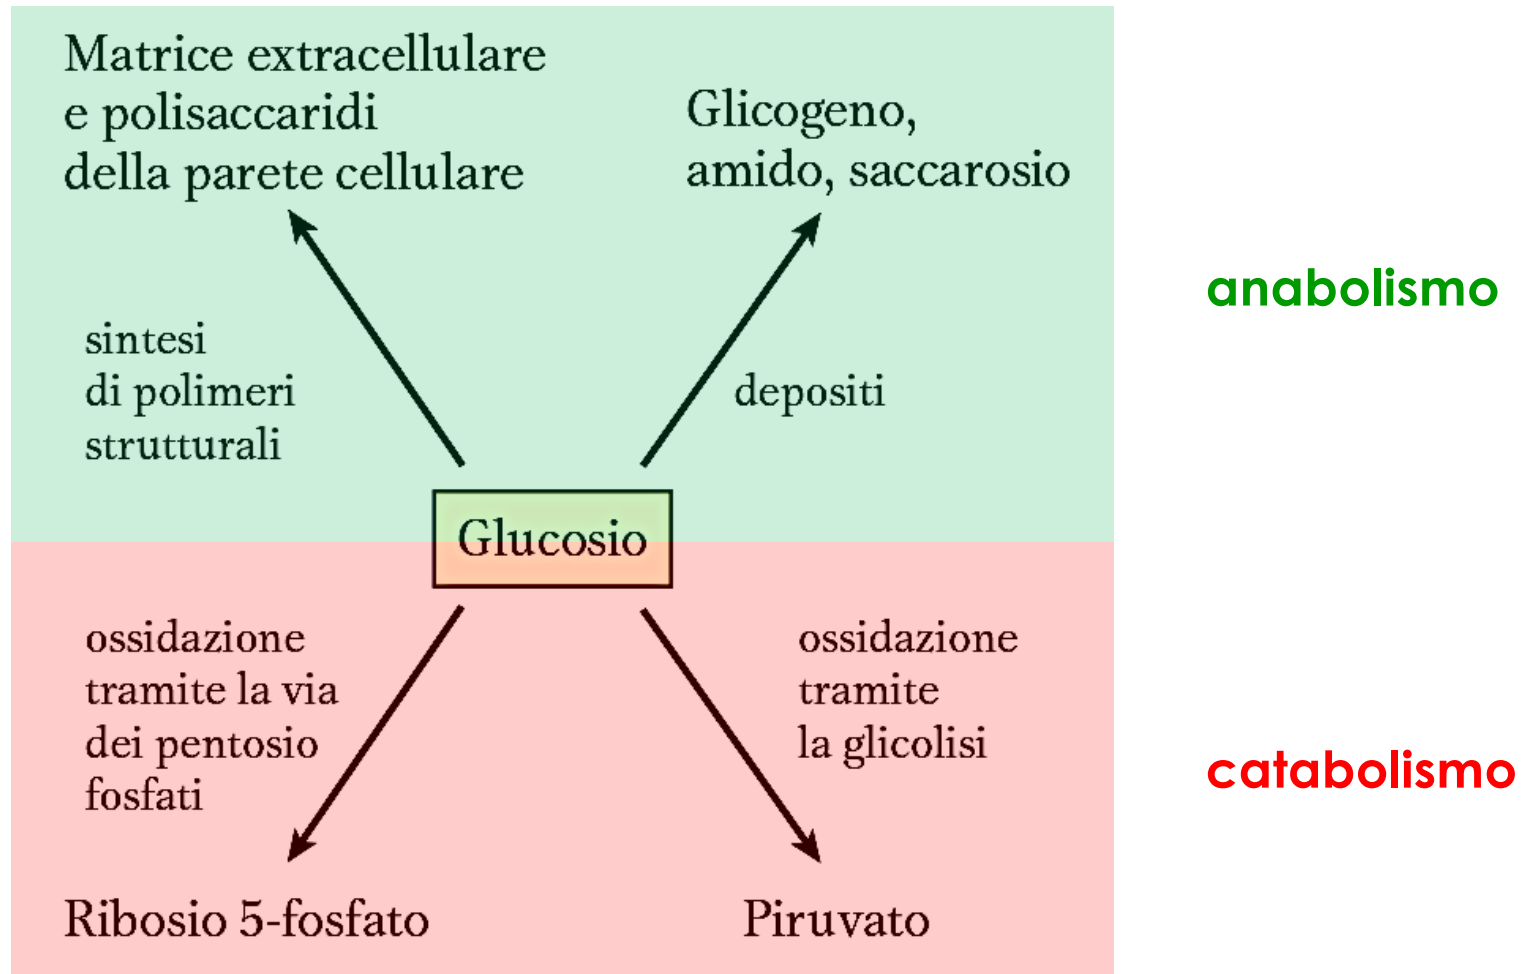 Matrice extracellulare
e polisaccaridi
della parete cellulare
Glicogeno,
amido, saccarosio
anabolismo
sintesi
di polimeri
strutturali
depositi
Glucosio
ossidazione
tramite la via
dei pentosio
fosfati
ossidazione
tramite
la glicolisi
catabolismo
Ribosio 5-fosfato
Piruvato